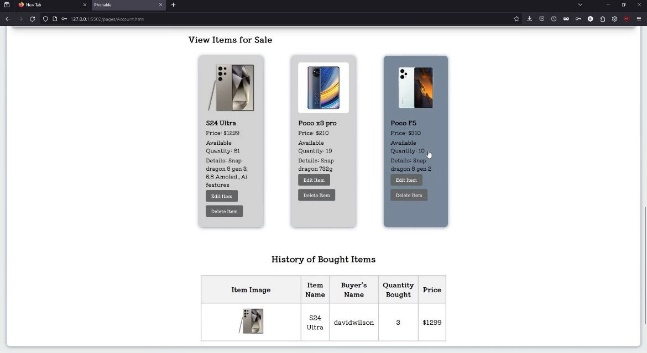 New Tab
127.0.0.1:5502/pages/Account.html
View Items for Sale
S24 Ultra
Price: $1299
Available
Quantity: 61
Details: Snap
dragon 8 gen 3,
6.8 Amoled , Ai
features
Edit Item
Delete Item
Poco x3 pro
Price: $210
Available
Quantity: 19
Details: Snap
dragon 732g
Edit Item
Delete Item
Poco F5
Price: $310
Available
Quantity: 10
Details: Snap
dragon 8 gen 2
Edit Item
Delete Item
History of Bought Items
Item Image
Item
Name
Buyer's
Name
Quantity
Bought
Price
S24
Ultra
davidwilson
3
$1299